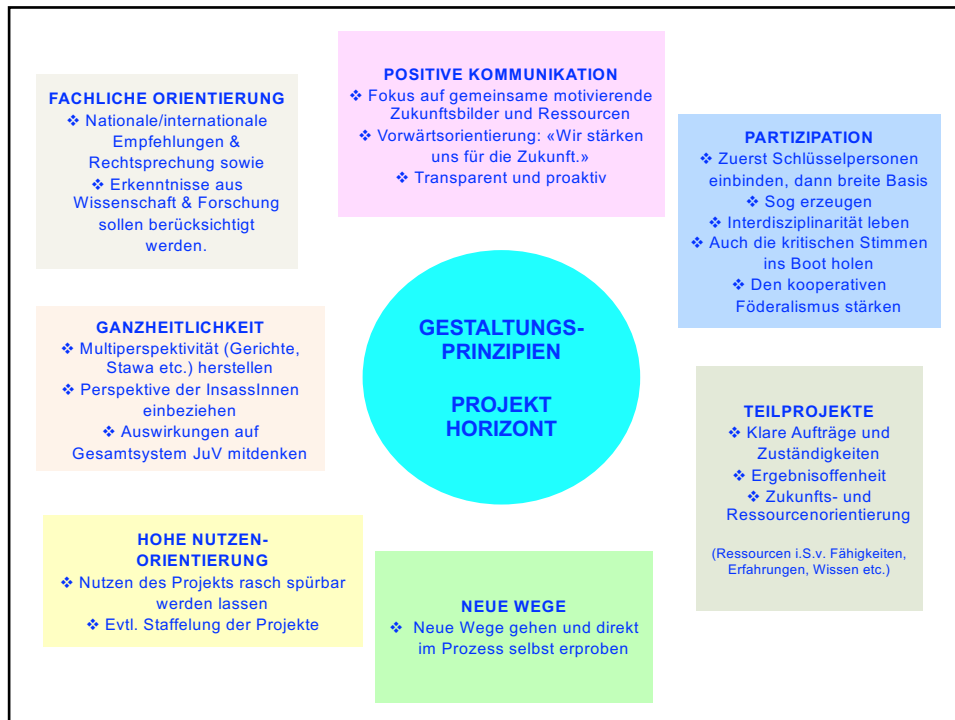 FACHLICHE ORIENTIERUNG
❖ Nationale/internationale
Empfehlungen &
Rechtsprechung sowie
❖ Erkenntnisse aus
Wissenschaft & Forschung
sollen berücksichtigt
werden.
POSITIVE KOMMUNIKATION
❖ Fokus auf gemeinsame motivierende
Zukunftsbilder und Ressourcen
❖ Vorwärtsorientierung: «Wir stärken
uns für die Zukunft.»
❖ Transparent und proaktiv
PARTIZIPATION
❖ Zuerst Schlüsselpersonen
einbinden, dann breite Basis
❖ Sog erzeugen
❖ Interdisziplinarität leben
❖ Auch die kritischen Stimmen
ins Boot holen
❖ Den kooperativen
Föderalismus stärken
GANZHEITLICHKEIT
❖ Multiperspektivität (Gerichte,
Stawa etc.) herstellen
❖ Perspektive der InsassInnen
einbeziehen
❖ Auswirkungen auf
Gesamtsystem JuV mitdenken
GESTALTUNGS-
PRINZIPIEN
PROJEKT
HORIZONT
TEILPROJEKTE
❖ Klare Aufträge und
Zuständigkeiten
❖ Ergebnisoffenheit
❖ Zukunfts- und
Ressourcenorientierung
(Ressourcen i.S.v. Fähigkeiten,
Erfahrungen, Wissen etc.)
HOHE NUTZEN-
ORIENTIERUNG
❖ Nutzen des Projekts rasch spürbar
werden lassen
❖ Evtl. Staffelung der Projekte
NEUE WEGE
❖ Neue Wege gehen und direkt
im Prozess selbst erproben